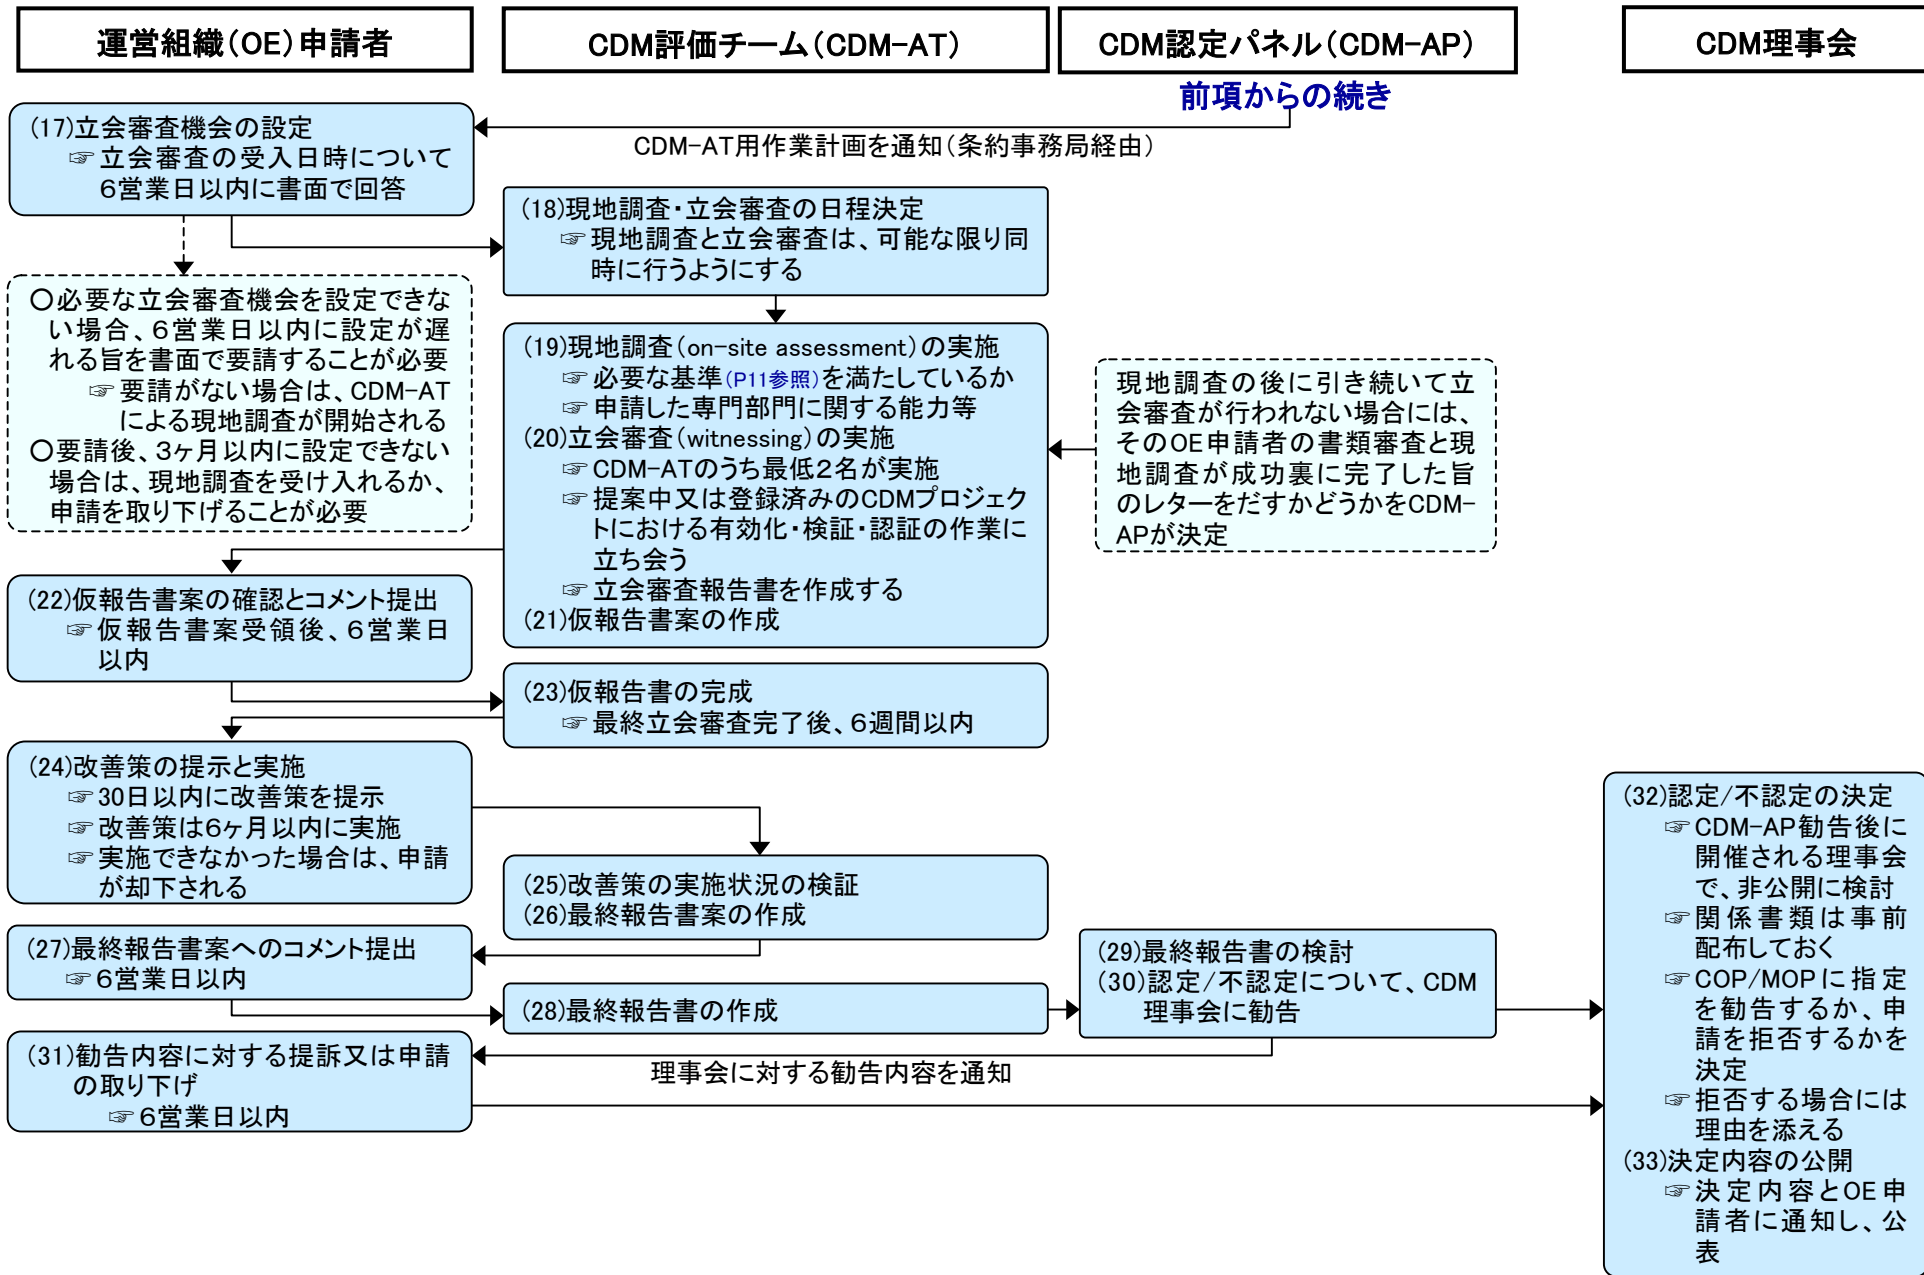 運営組織(OE)申請者
CDM評価チーム(CDM-AT)
CDM認定パネル(CDM-AP)
CDM理事会
前項からの続き
(17)立会審査機会の設定
☞立会審査の受入日時について
6営業日以内に書面で回答
CDM-AT用作業計画を通知(条約事務局経由)
(18)現地調査・立会審査の日程決定
☞現地調査と立会審査は、可能な限り同
時に行うようにする
○必要な立会審査機会を設定できな
い場合、6営業日以内に設定が遅
れる旨を書面で要請することが必要
☞要請がない場合は、CDM-AT
による現地調査が開始される
○要請後、3ヶ月以内に設定できない
場合は、現地調査を受け入れるか、
申請を取り下げることが必要
(19)現地調査(on-site assessment)の実施
☞必要な基準(P11参照)を満たしているか
☞申請した専門部門に関する能力等
(20)立会審査(witnessing)の実施
☞CDM-ATのうち最低2名が実施
☞提案中又は登録済みのCDMプロジェク
トにおける有効化・検証・認証の作業に
立ち会う
☞立会審査報告書を作成する
(21)仮報告書案の作成
現地調査の後に引き続いて立
会審査が行われない場合には、
そのOE申請者の書類審査と現
地調査が成功裏に完了した旨
のレターをだすかどうかをCDM-
APが決定
(22)仮報告書案の確認とコメント提出
☞仮報告書案受領後、6営業日
以内
(23)仮報告書の完成
☞最終立会審査完了後、6週間以内
(24)改善策の提示と実施
☞30日以内に改善策を提示
☞改善策は6ヶ月以内に実施
☞実施できなかった場合は、申請
が却下される
(25)改善策の実施状況の検証
(26)最終報告書案の作成
(27)最終報告書案へのコメント提出
☞6営業日以内
(28)最終報告書の作成
(29)最終報告書の検討
(30)認定/不認定について、CDM
理事会に勧告
(31)勧告内容に対する提訴又は申請
の取り下げ
☞6営業日以内
理事会に対する勧告内容を通知
(32)認定/不認定の決定
☞CDM-AP勧告後に
開催される理事会
で、非公開に検討
☞関係書類は事前
配布しておく
☞COP/MOPに指定
を勧告するか、申
請を拒否するかを
決定
☞拒否する場合には
理由を添える
(33)決定内容の公開
☞決定内容とOE申
請者に通知し、公
表